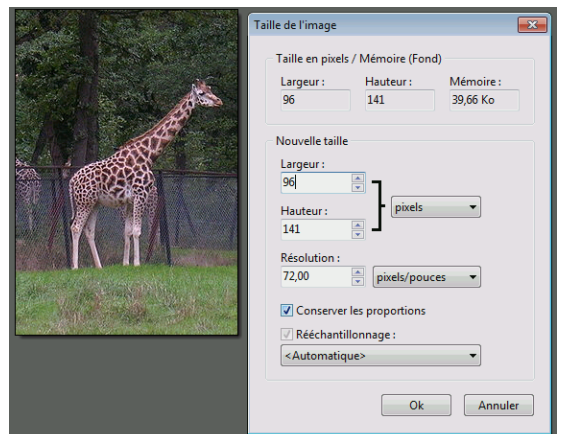 Taille de l'image
Taille en pixels / Mémoire (Fond)
Largeur : Hauteur : Mémoire :
96 141 39,66 Ko
Nouvelle taille
Largeur :
96
pixels
Hauteur :
141
Résolution :
72,00 pixels/pouces
Conserver les proportions
Rééchantillonnage :
<Automatique>
Ok Annuler